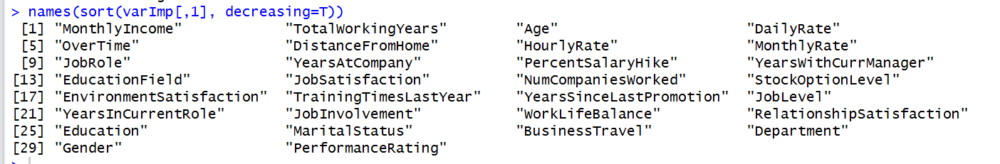 > names(sort(varImp[,1], decreasing=T))
 [1] "MonthlyIncome"           "TotalWorkingYears"       "Age"                     "DailyRate"
 [5] "OverTime"                "DistanceFromHome"        "HourlyRate"              "MonthlyRate"
 [9] "JobRole"                 "YearsAtCompany"          "PercentSalaryHike"       "YearsWithCurrManager"
[13] "EducationField"          "JobSatisfaction"         "NumCompaniesWorked"      "StockOptionLevel"
[17] "EnvironmentSatisfaction" "TrainingTimesLastYear"   "YearsSinceLastPromotion" "JobLevel"
[21] "YearsInCurrentRole"      "JobInvolvement"          "WorkLifeBalance"         "RelationshipSatisfaction"
[25] "Education"               "MaritalStatus"           "BusinessTravel"          "Department"
[29] "Gender"                  "PerformanceRating"